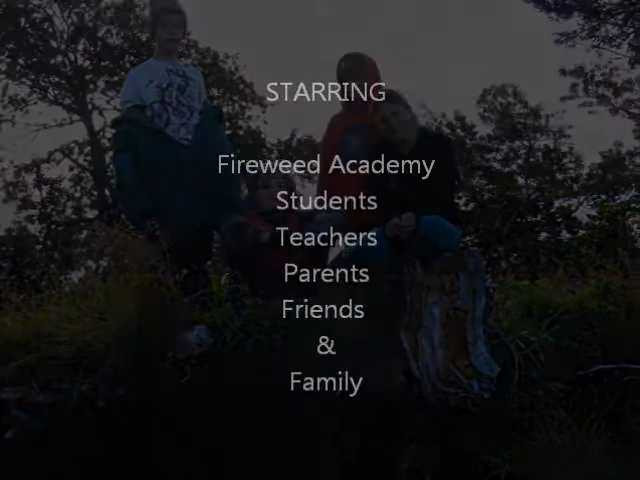 STARRING
Fireweed Academy
Students
Teachers
Parents
Friends
&
Family